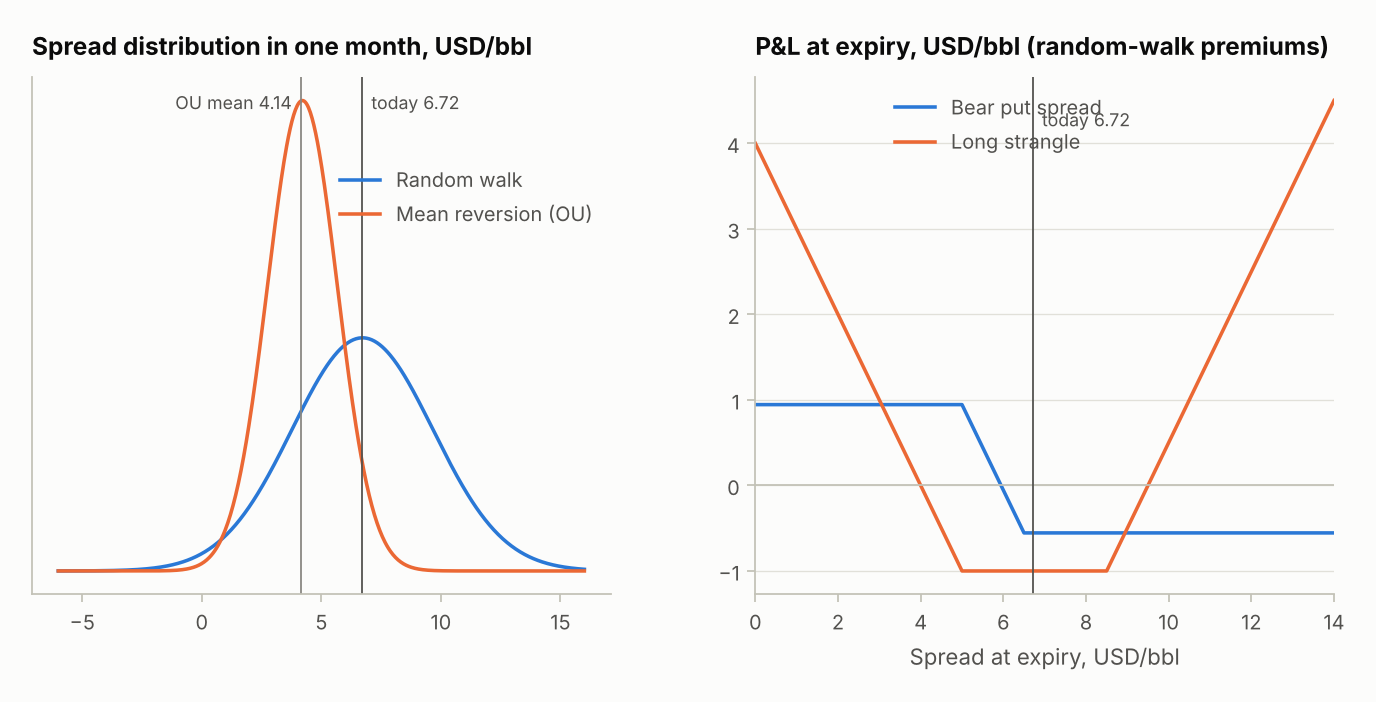 Spread distribution in one month, USD/bbl
OU mean 4.14
today 6.72
Random walk
Mean reversion (OU)
−5
0
5
10
15
P&L at expiry, USD/bbl (random-walk premiums)
Bear put spread
today 6.72
Long strangle
4
3
2
1
0
−1
0
2
4
6
8
10
12
14
Spread at expiry, USD/bbl